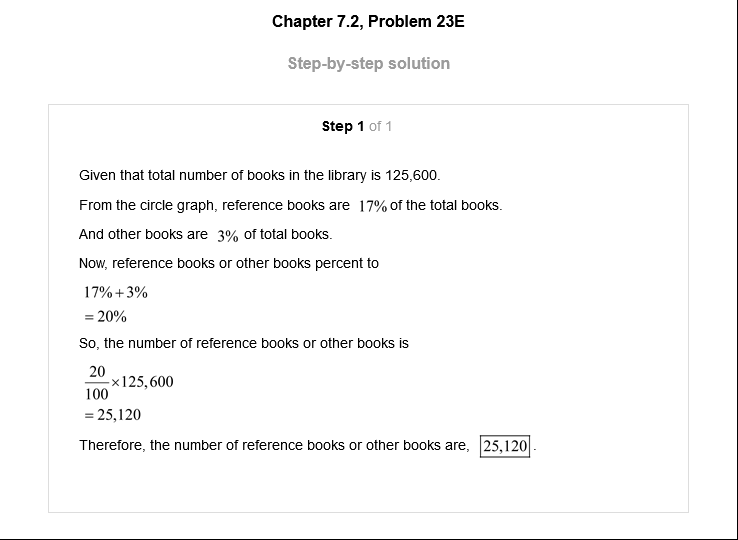 Chapter 7.2, Problem 23E
Step-by-step solution
Step 1 of 1
Given that total number of books in the library is 125,600.
From the circle graph, reference books are 17% of the total books.
And other books are 3% of total books.
Now, reference books or other books percent to
17% + 3%
= 20%
So, the number of reference books or other books is
20/100 × 125,600
= 25,120
Therefore, the number of reference books or other books are, 25,120.